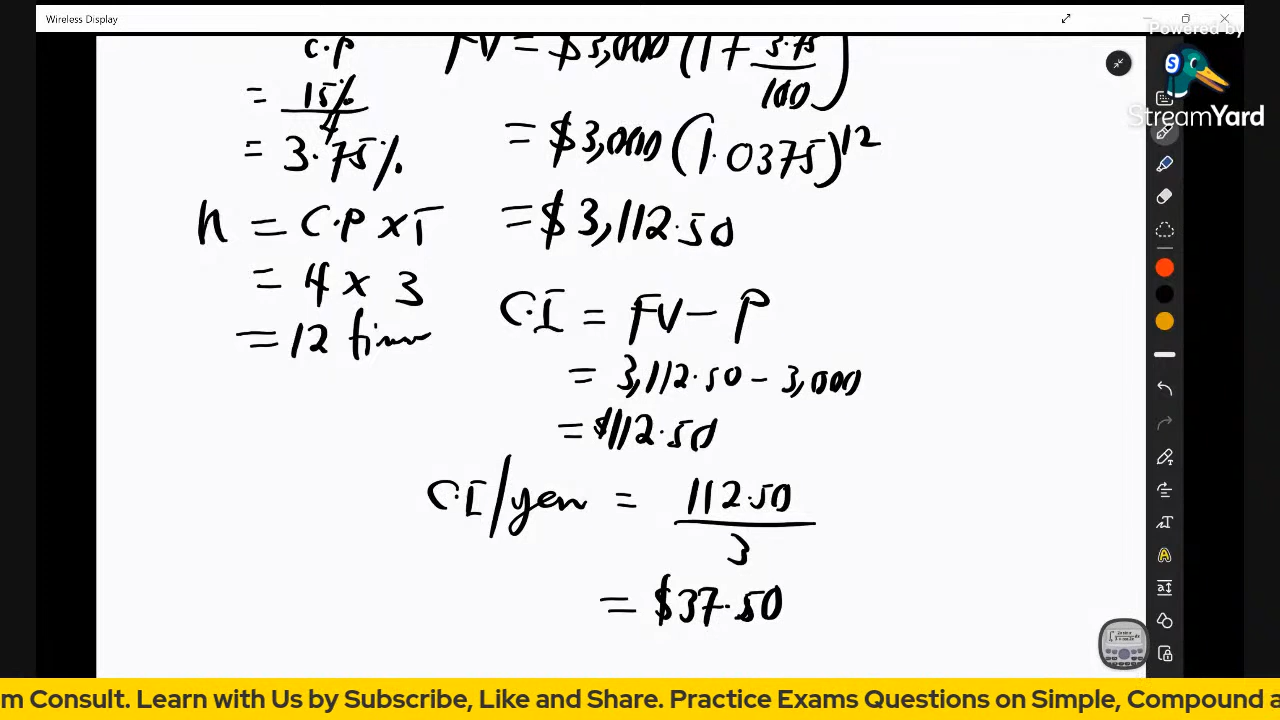 Wireless Display
Powered by
StreamYard
C.P
= 15%
4
= 3.75%
n = C.P x T
= 4 x 3
= 12 times
FV = $3,000 (1 + 3.75
100)
= $3,000 (1.0375)12
= $3,112.50
C.I = FV - P
= 3,112.50 - 3,000
= $112.50
C.I/year = 112.50
3
= $37.50
m Consult. Learn with Us by Subscribe, Like and Share. Practice Exams Questions on Simple, Compound a